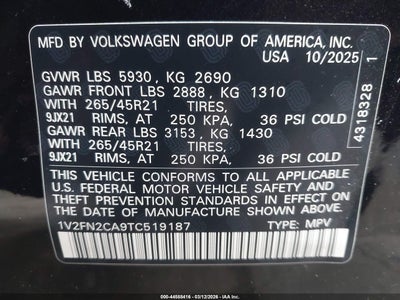 MFD BY VOLKSWAGEN GROUP OF AMERICA, INC.
USA 10/2025
GVWR LBS 5930, KG 2690
GAWR FRONT LBS 2888, KG 1310
WITH 265/45R21 TIRES,
9JX21 RIMS, AT 250 KPA, 36 PSI COLD
GAWR REAR LBS 3153, KG 1430
WITH 265/45R21 TIRES,
9JX21 RIMS, AT 250 KPA, 36 PSI COLD
THIS VEHICLE CONFORMS TO ALL APPLICABLE
U.S.FEDERAL MOTOR VEHICLE SAFETY AND
THEFT PREVENTION STANDARDS IN EFFECT ON
THE DATE OF MANUFACTURE SHOWN ABOVE.
1V2FN2CA9TC519187 TYPE: MPV
4318328 1
000-44588416 - 03/12/2026 -